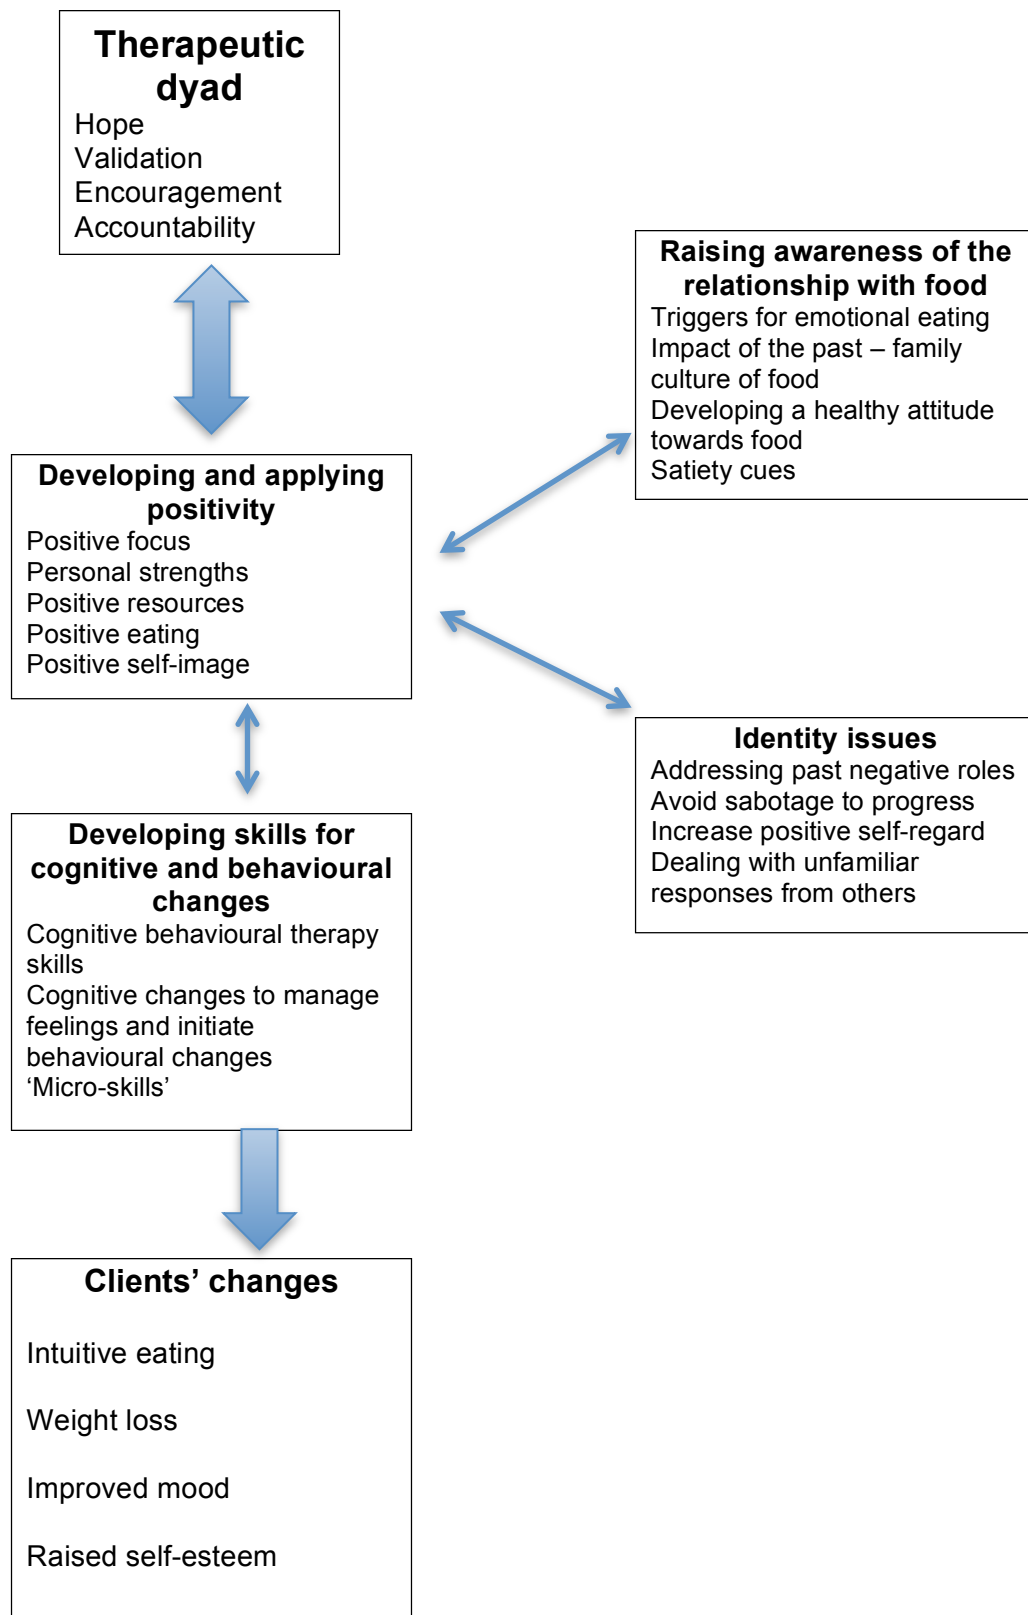 Therapeutic
dyad
Hope
Validation
Encouragement
Accountability
Raising awareness of the
relationship with food
Triggers for emotional eating
Impact of the past – family
culture of food
Developing a healthy attitude
towards food
Satiety cues
Developing and applying
positivity
Positive focus
Personal strengths
Positive resources
Positive eating
Positive self-image
Identity issues
Addressing past negative roles
Avoid sabotage to progress
Increase positive self-regard
Dealing with unfamiliar
responses from others
Developing skills for
cognitive and behavioural
changes
Cognitive behavioural therapy
skills
Cognitive changes to manage
feelings and initiate
behavioural changes
‘Micro-skills’
Clients’ changes
Intuitive eating
Weight loss
Improved mood
Raised self-esteem